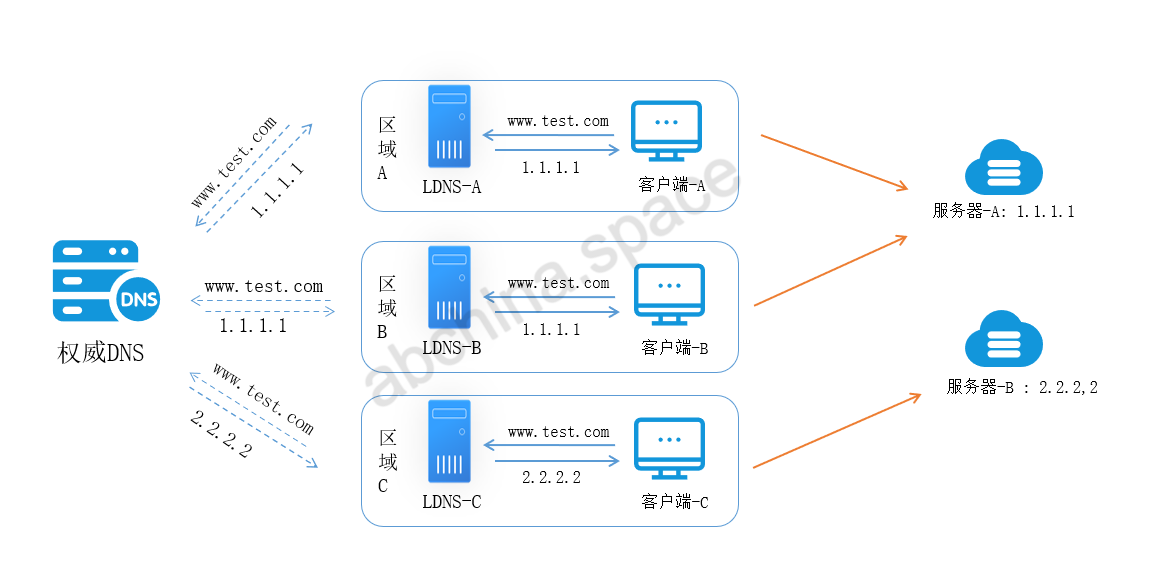 www.test.com
1.1.1.1
区
域
A
LDNS-A
www.test.com
1.1.1.1
客户端-A
服务器-A: 1.1.1.1
DNS
权威DNS
www.test.com
1.1.1.1
区
域
B
LDNS-B
www.test.com
1.1.1.1
客户端-B
服务器-B : 2.2.2,2
www.test.com
2.2.2.2
区
域
C
LDNS-C
www.test.com
2.2.2.2
客户端-C
abchina.space